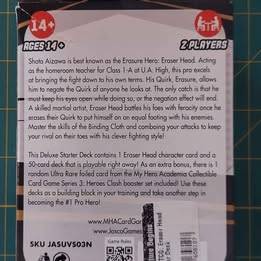 14+
AGES 14+
2 PLAYERS
Shota Aizawa is best known as the Erasure Hero: Eraser Head.
Acting as the homeroom teacher for Class 1-A at U.A. High, this pro excels
at bringing the fight down to his own terms. His Quirk, Erasure, allows
him to negate the Quirk of anyone he looks at. The only catch is that he
must keep his eyes open while doing so, or the negation effect will end.
A skilled martial artist, Eraser Head battles his foes with ferocity once he
erases their Quirk to put himself on an equal footing with his enemies.
Master the skills of the Binding Cloth and comboing your attacks to keep
your rival on their toes with his clever fighting style!
This Deluxe Starter Deck contains 1 Eraser Head character card and a
50-card deck that is playable right away! As an extra bonus, there is 1
random Ultra Rare foiled card from the My Hero Academia Collectible
Card Game Series 3: Heroes Clash booster set included! Use these
as a building block in your training and take another step in
becoming the #1 Pro Hero!
www.MHACardGam
www.JascoGames
SKU JASUVS03N
Game Rules
TCG: Eraser Head